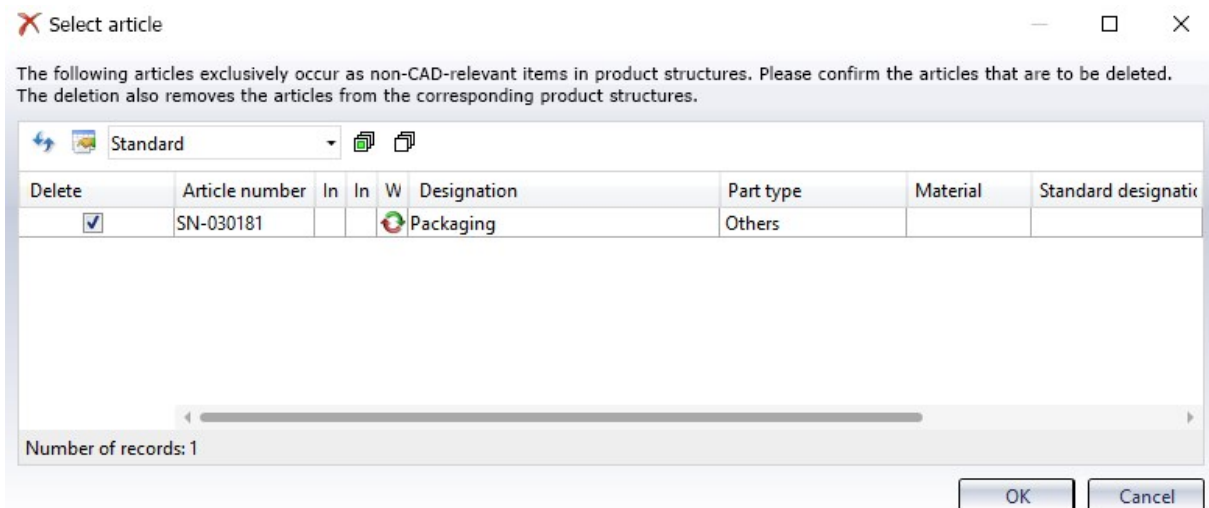 Select article
The following articles exclusively occur as non-CAD-relevant items in product structures. Please confirm the articles that are to be deleted.
The deletion also removes the articles from the corresponding product structures.
Standard
Delete Article number In In W Designation Part type Material Standard designatic
SN-030181 Packaging Others
Number of records: 1
OK Cancel